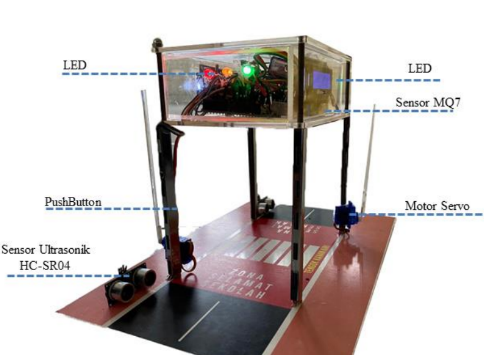 LED
LED
Sensor MQ7
PushButton
Motor Servo
Sensor Ultrasonik
HC-SR04
ZONA
SELAMAT
SEKOLAH